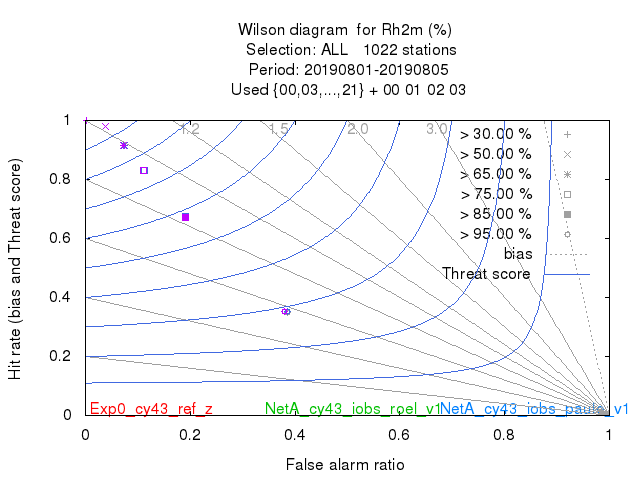 Wilson diagram for Rh2m (%)
Selection: ALL 1022 stations
Period: 20190801-20190805
Used {00,03,...,21} + 00 01 02 03
Hit rate (bias and Threat score)
1
0.8
0.6
0.4
0.2
0
1.2
1.5
2.0
3.0
> 30.00 %
> 50.00 %
> 65.00 %
> 75.00 %
> 85.00 %
> 95.00 %
bias
Threat score
Exp0_cy43_ref_z
NetA_cy43_iobs_roel_v1
NetA_cy43_iobs_paulo_v1
0
0.2
0.4
0.6
0.8
1
False alarm ratio